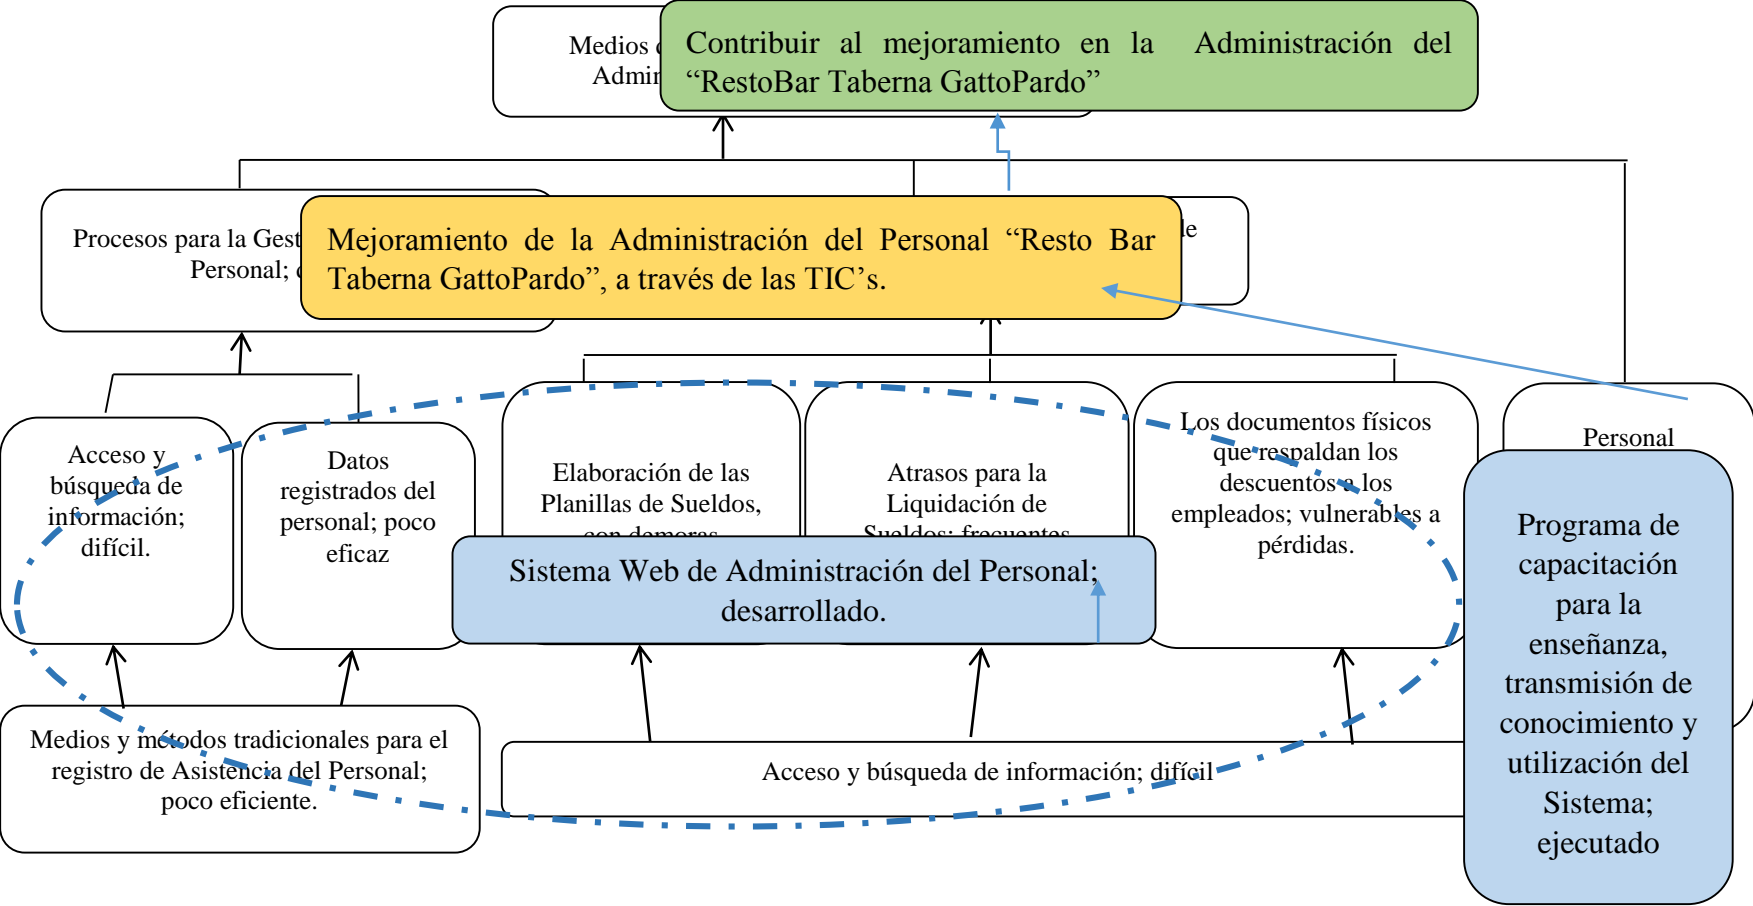 Medios
Admin
Contribuir al mejoramiento en la Administración del
“RestoBar Taberna GattoPardo”
Procesos para la Gest
Personal;
Mejoramiento de la Administración del Personal “Resto Bar
Taberna GattoPardo”, a través de las TIC’s.
Acceso y
búsqueda de
información;
difícil.
Datos
registrados del
personal; poco
eficaz
Elaboración de las
Planillas de Sueldos,
con demoras
Atrasos para la
Liquidación de
Sueldos; frecuentes
Los documentos físicos
que respaldan los
descuentos a los
empleados; vulnerables a
pérdidas.
Personal
Sistema Web de Administración del Personal;
desarrollado.
Programa de
capacitación
para la
enseñanza,
transmisión de
conocimiento y
utilización del
Sistema;
ejecutado
Medios y métodos tradicionales para el
registro de Asistencia del Personal;
poco eficiente.
Acceso y búsqueda de información; difícil